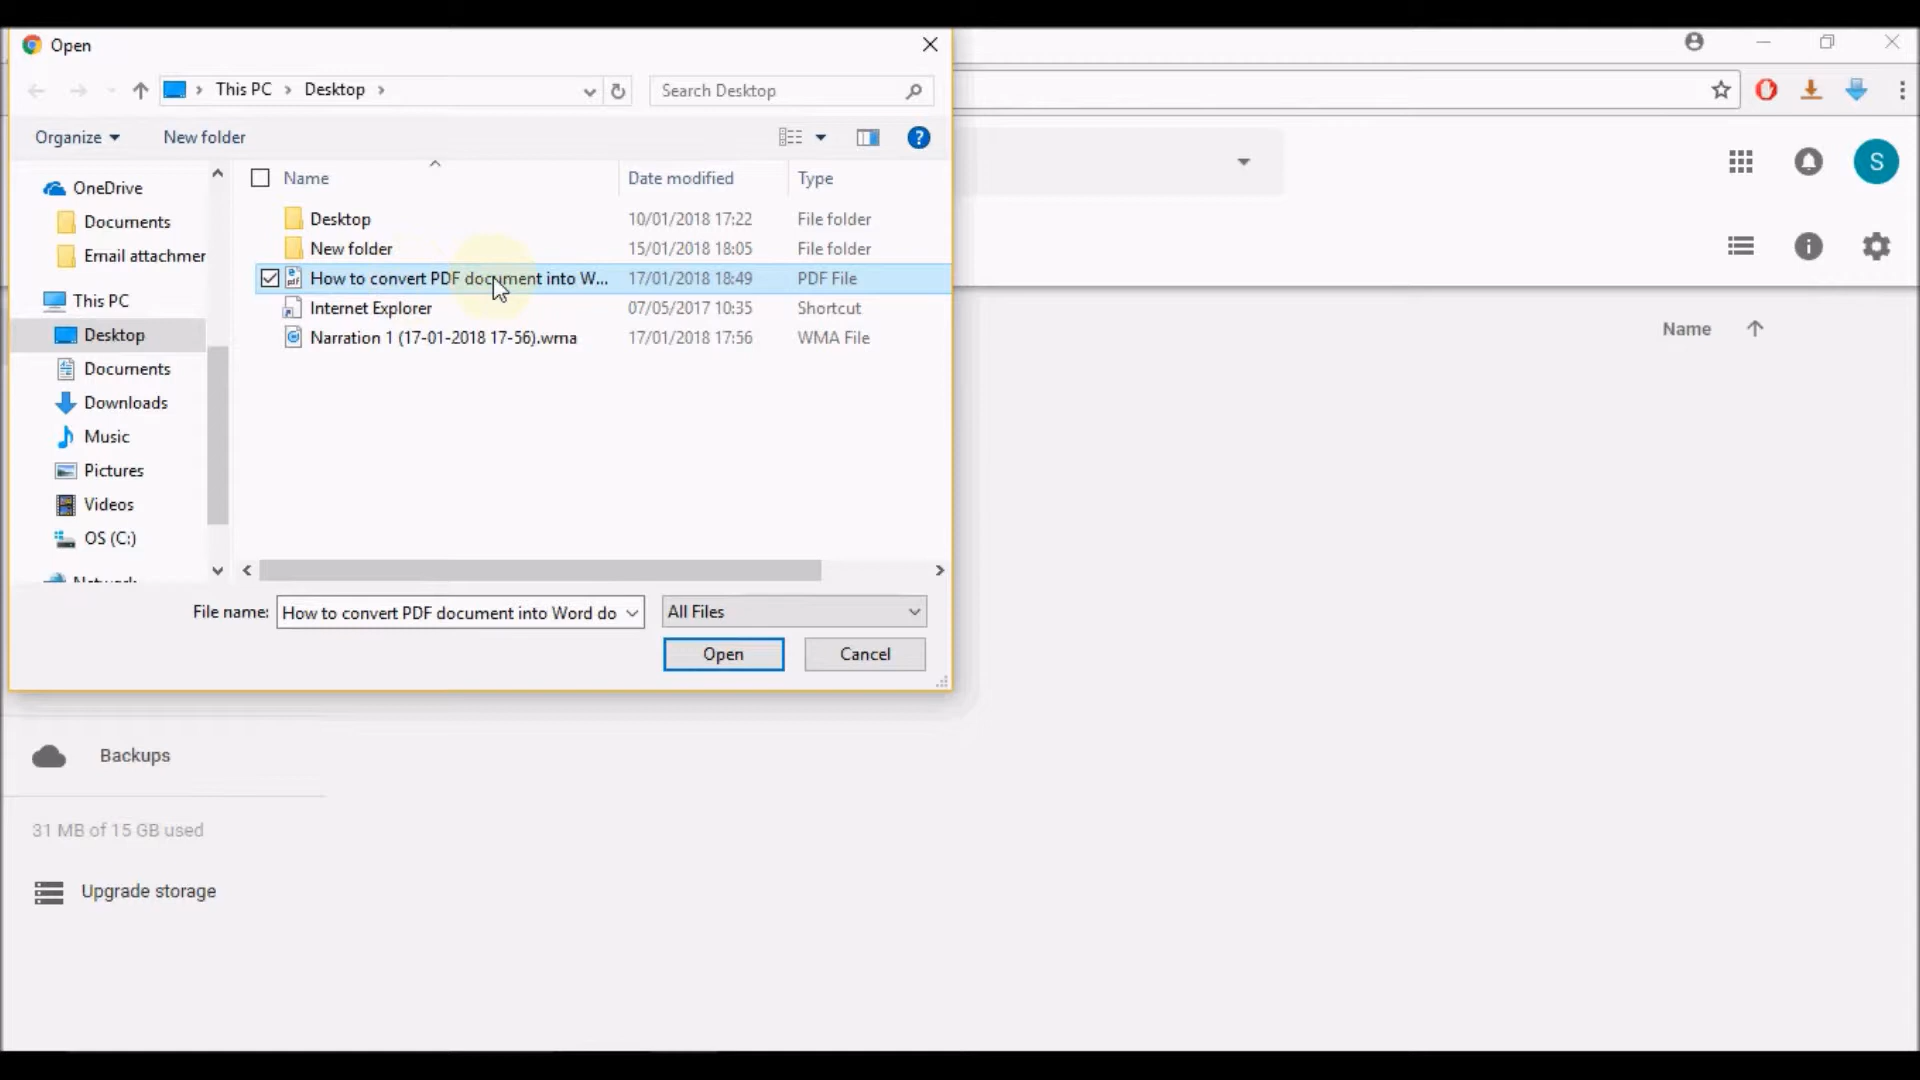 Open
This PC > Desktop >
Search Desktop
Organize
New folder
?
Name
Date modified
Type
OneDrive
Documents
Email attachmer
This PC
Desktop
Documents
Downloads
Music
Pictures
Videos
OS (C:)
Network
Desktop 10/01/2018 17:22 File folder
New folder 15/01/2018 18:05 File folder
How to convert PDF document into W... 17/01/2018 18:49 PDF File
Internet Explorer 07/05/2017 10:35 Shortcut
Narration 1 (17-01-2018 17-56).wma 17/01/2018 17:56 WMA File
File name: How to convert PDF document into Word do
All Files
Open
Cancel
S
Name
Backups
31 MB of 15 GB used
Upgrade storage